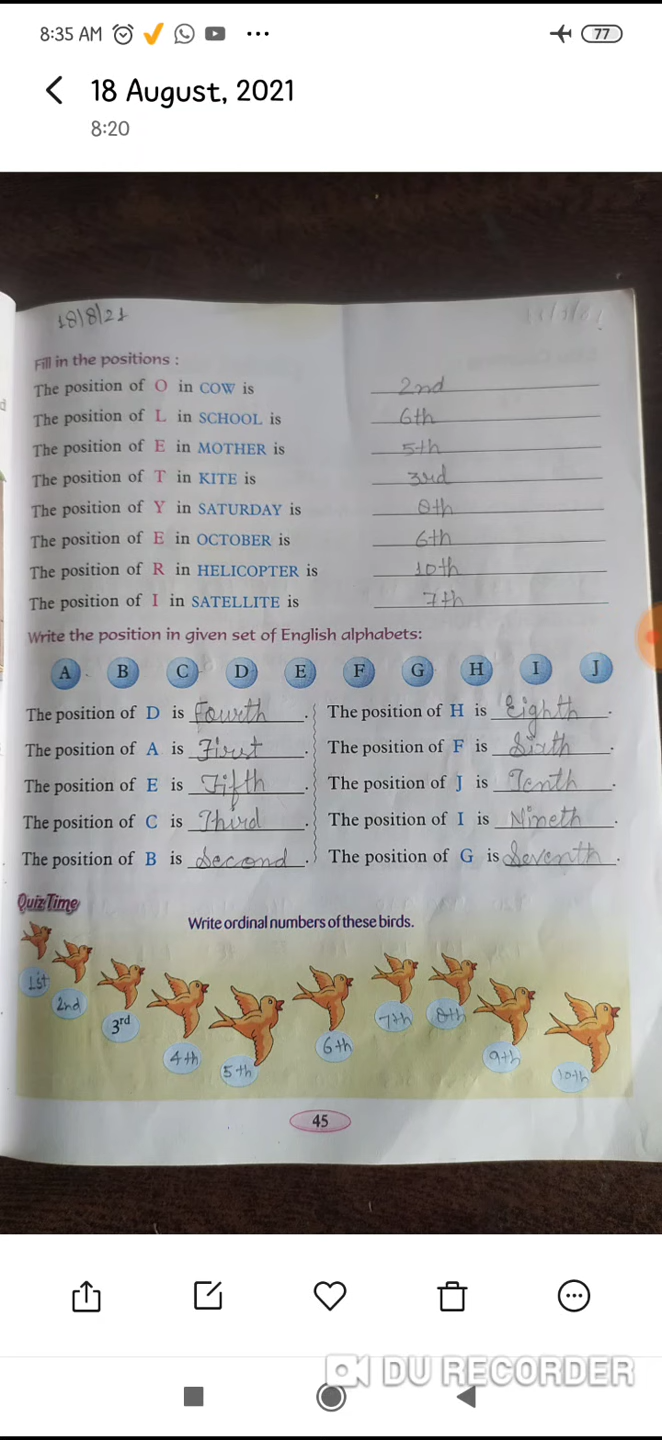 8:35 AM
77
18 August, 2021
8:20
18/8/21
Fill in the positions :
The position of O in COW is 2nd
The position of L in SCHOOL is 6th
The position of E in MOTHER is 5th
The position of T in KITE is 3rd
The position of Y in SATURDAY is 8th
The position of E in OCTOBER is 6th
The position of R in HELICOPTER is 10th
The position of I in SATELLITE is 7th
Write the position in given set of English alphabets:
A B C D E F G H I J
The position of D is Fourth. The position of H is Eighth.
The position of A is First. The position of F is Sixth.
The position of E is Fifth. The position of J is Tenth.
The position of C is Third. The position of I is Nineth.
The position of B is Second. The position of G is Seventh.
Quiz Time
Write ordinal numbers of these birds.
1st 2nd 3rd 4th 5th 6th 7th 8th 9th 10th
45
DU RECORDER